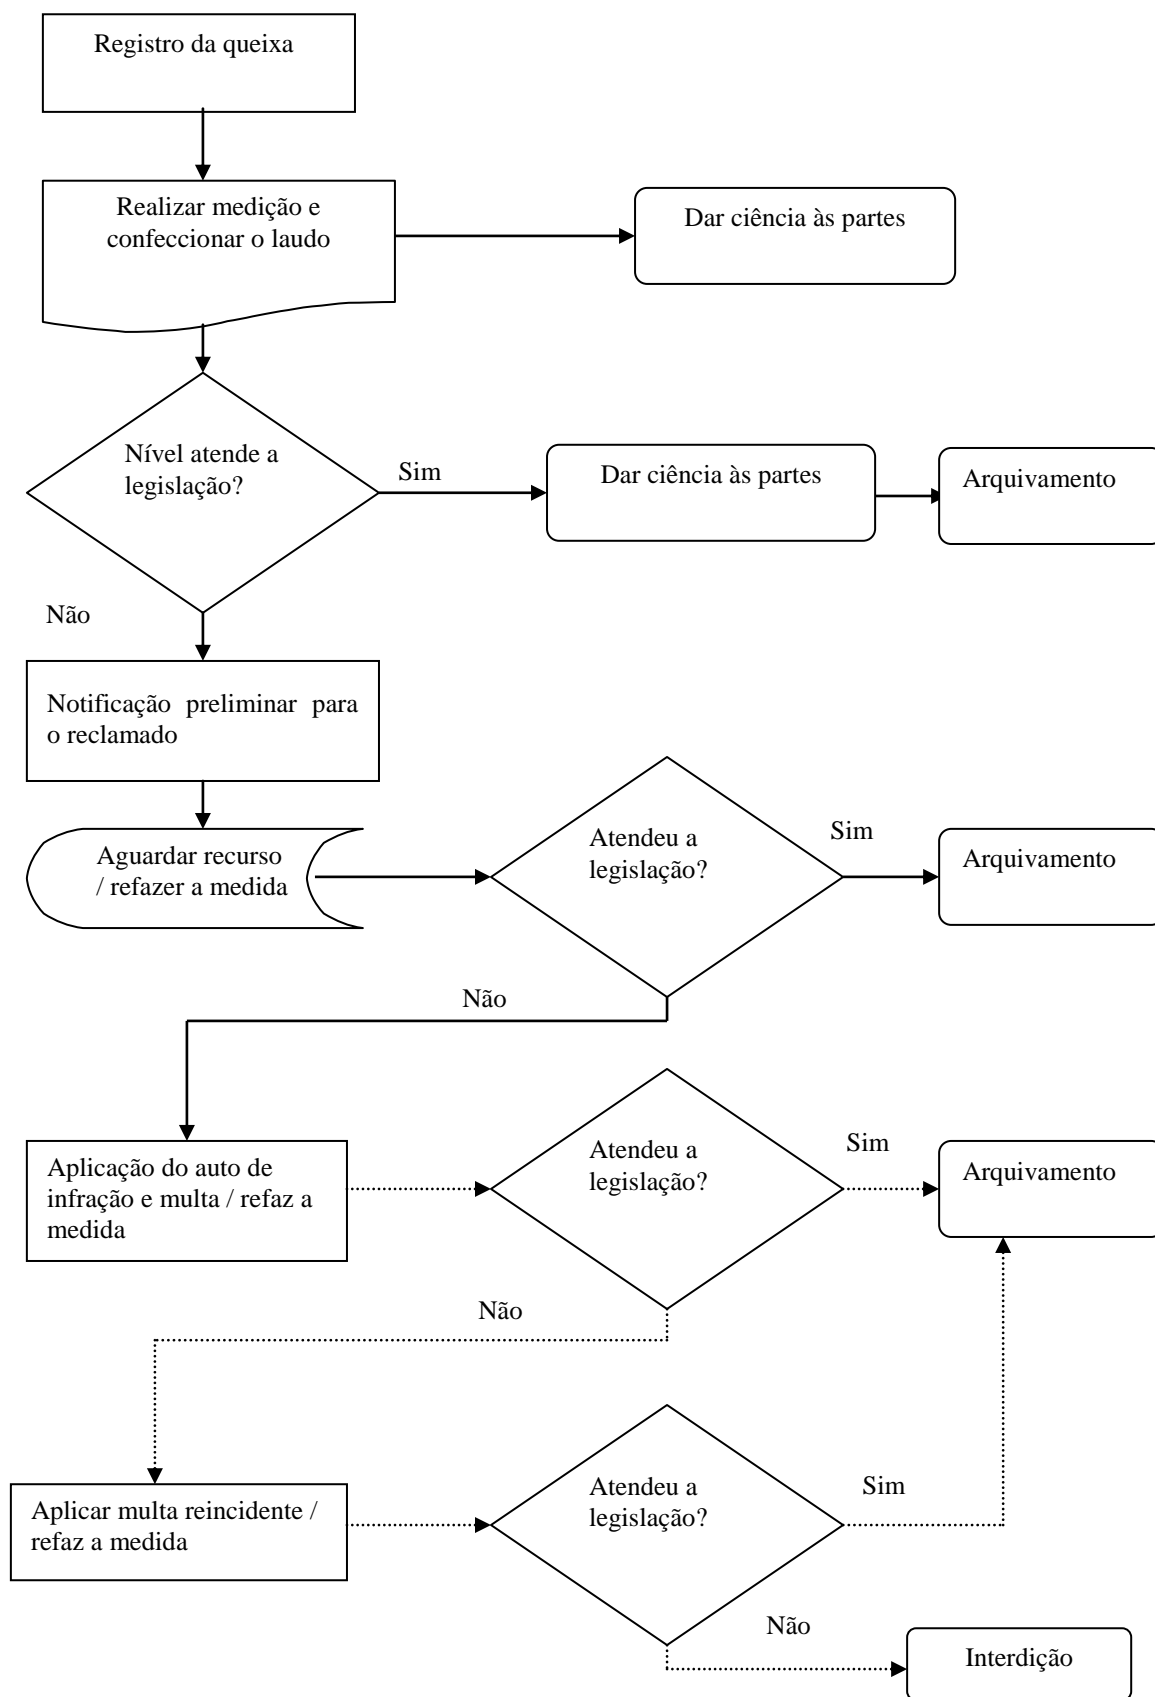 Registro da queixa
Realizar medição e
confeccionar o laudo
Dar ciência às partes
Nível atende a
legislação?
Sim
Dar ciência às partes
Arquivamento
Não
Notificação preliminar para
o reclamado
Aguardar recurso
/ refazer a medida
Atendeu a
legislação?
Sim
Arquivamento
Não
Aplicação do auto de
infração e multa / refaz a
medida
Atendeu a
legislação?
Sim
Arquivamento
Não
Aplicar multa reincidente /
refaz a medida
Atendeu a
legislação?
Sim
Não
Interdição